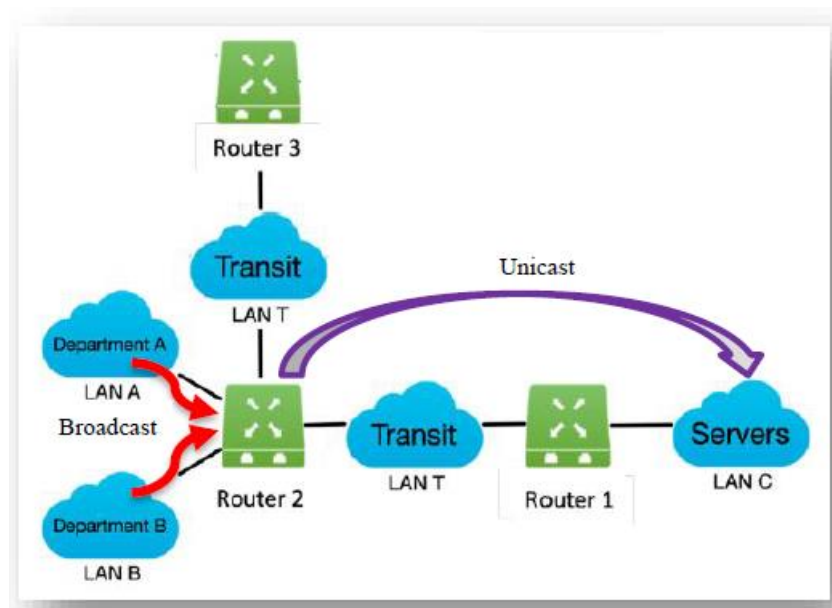 Router 3
Transit
LAN T
Unicast
Department A
LAN A
Broadcast
Router 2
Transit
LAN T
Router 1
Servers
LAN C
Department B
LAN B